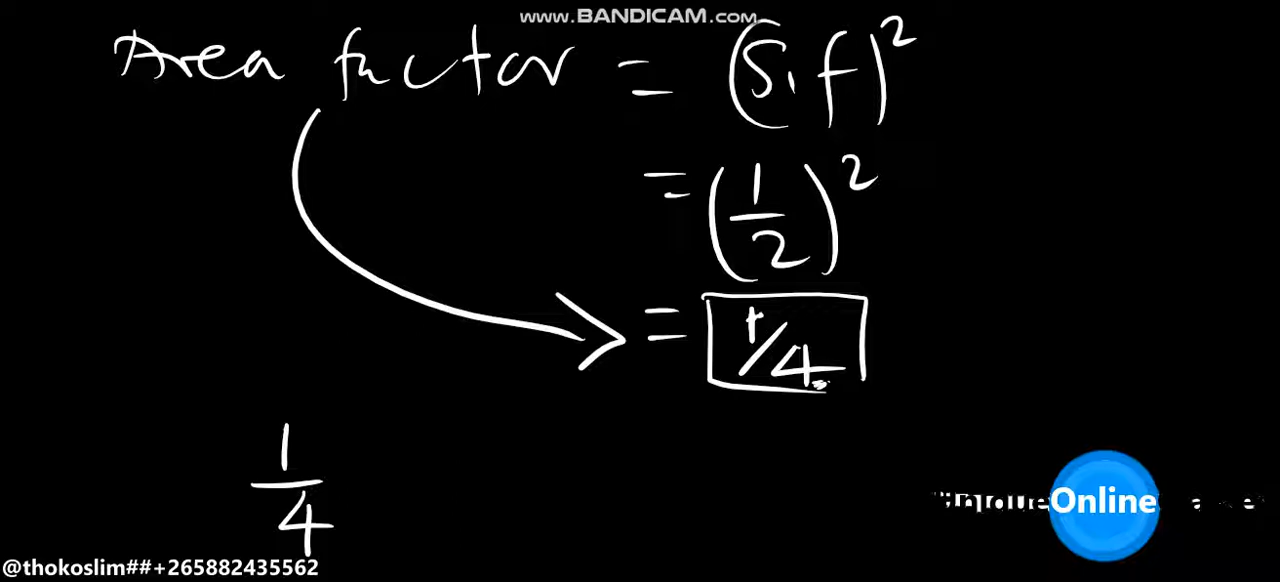 www.BANDICAM.com
Area factor = (S.f)²
= (1/2)²
= 1/4
1/4
Online
@thokoslim##+265882435562